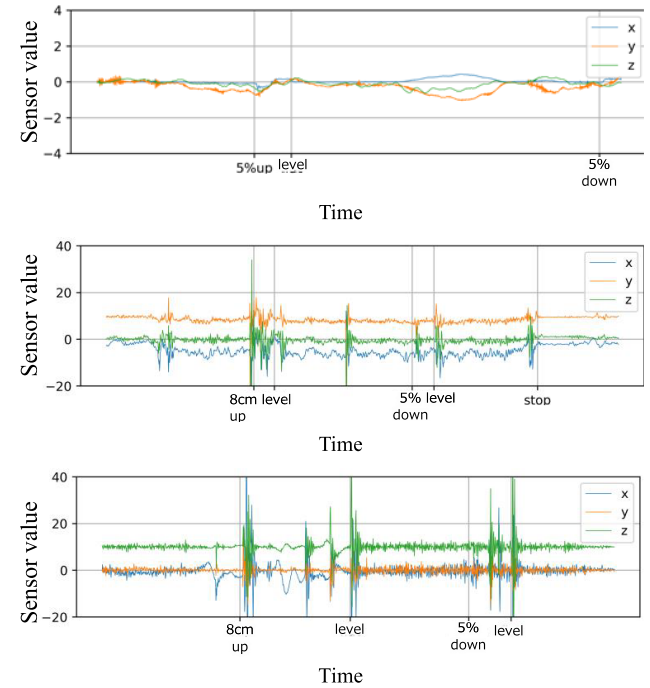 4
2
0
−2
−4
Sensor value
x
y
z
5%up level
5%
down
Time
40
20
0
−20
Sensor value
x
y
z
8cm level
up
5% level
down
stop
Time
40
20
0
−20
Sensor value
x
y
z
8cm
up
level
5%
down
level
Time